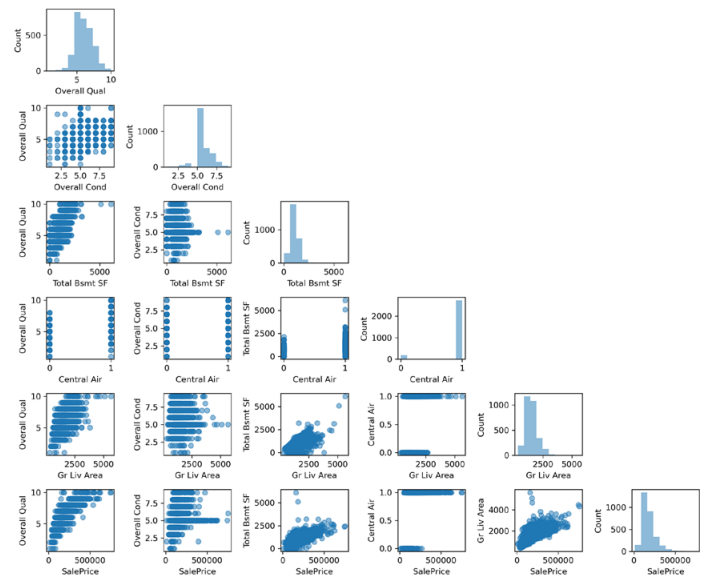 Count
500
0
5 10
Overall Qual
Overall Qual
10
5
2.5 5.0 7.5
Overall Cond
Count
1000
0
2.5 5.0 7.5
Overall Cond
Overall Qual
10
5
0 5000
Total Bsmt SF
Overall Cond
7.5
5.0
2.5
0 5000
Total Bsmt SF
Count
1000
0
0 5000
Total Bsmt SF
Overall Qual
10
5
0 1
Central Air
Overall Cond
7.5
5.0
2.5
0 1
Central Air
Total Bsmt SF
5000
2500
0
0 1
Central Air
Count
2000
1000
0
0 1
Central Air
Overall Qual
10
5
2500 5000
Gr Liv Area
Overall Cond
7.5
5.0
2.5
2500 5000
Gr Liv Area
Total Bsmt SF
5000
2500
0
2500 5000
Gr Liv Area
Central Air
1.0
0.5
0.0
2500 5000
Gr Liv Area
Count
1000
500
0
2500 5000
Gr Liv Area
Overall Qual
10
5
0 500000
SalePrice
Overall Cond
7.5
5.0
2.5
0 500000
SalePrice
Total Bsmt SF
5000
2500
0
0 500000
SalePrice
Central Air
1.0
0.5
0.0
0 500000
SalePrice
Gr Liv Area
4000
2000
0 500000
SalePrice
Count
1000
500
0
0 500000
SalePrice